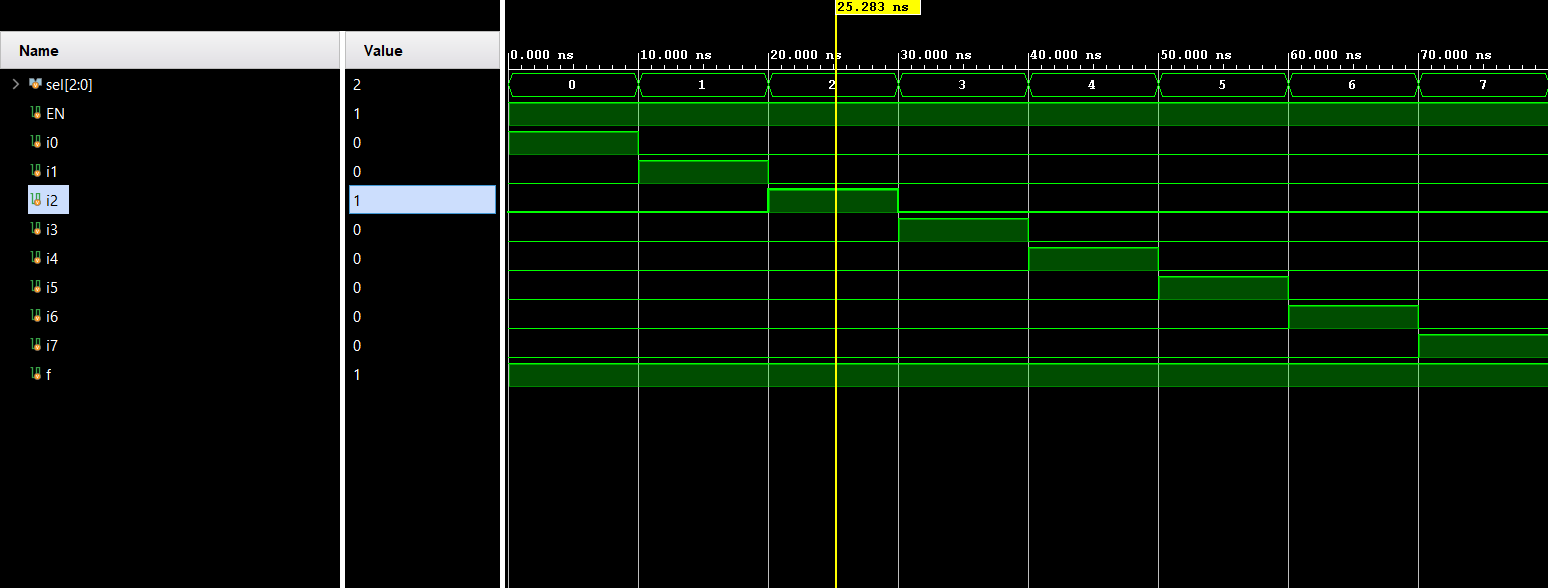 25.283 ns
Name Value
0.000 ns 10.000 ns 20.000 ns 30.000 ns 40.000 ns 50.000 ns 60.000 ns 70.000 ns
sel[2:0] 2 0 1 2 3 4 5 6 7
EN 1
i0 0
i1 0
i2 1
i3 0
i4 0
i5 0
i6 0
i7 0
f 1